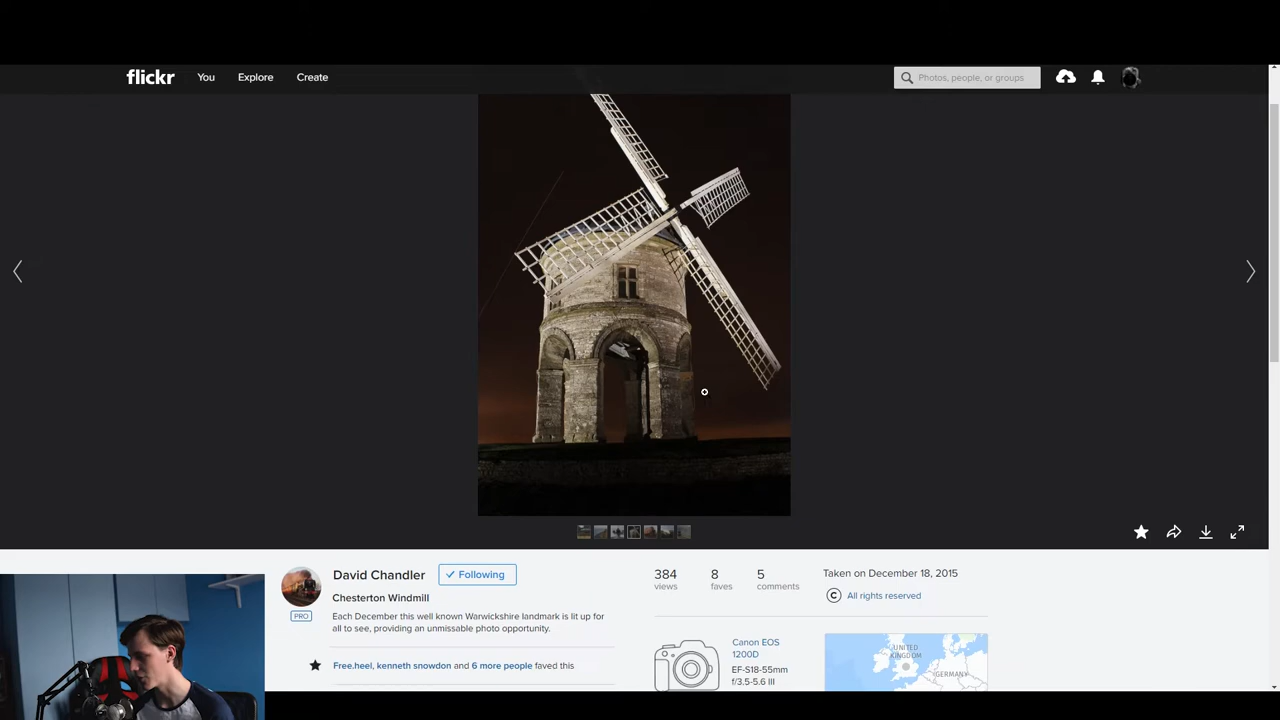 flickr You Explore Create Photos, people, or groups
David Chandler Following
PRO
Chesterton Windmill
Each December this well known Warwickshire landmark is lit up for
all to see, providing an unmissable photo opportunity.
Free.heel, kenneth snowdon and 6 more people faved this
384 8 5
views faves comments
Taken on December 18, 2015
C All rights reserved
Canon EOS
1200D
EF-S18-55mm
f/3.5-5.6 III
UNITED
KINGDOM
GERMANY